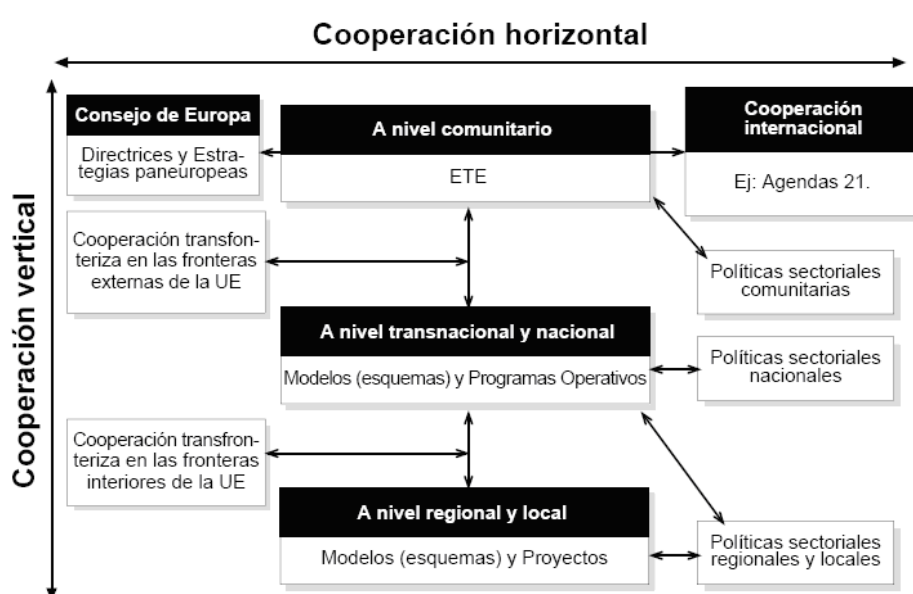 Cooperación horizontal
Cooperación vertical
Consejo de Europa
Directrices y Estra-
tegias paneuropeas
A nivel comunitario
ETE
Cooperación
internacional
Ej: Agendas 21.
Cooperación transfon-
teriza en las fronteras
externas de la UE
Políticas sectoriales
comunitarias
A nivel transnacional y nacional
Modelos (esquemas) y Programas Operativos
Políticas sectoriales
nacionales
Cooperación transfron-
teriza en las fronteras
interiores de la UE
A nivel regional y local
Modelos (esquemas) y Proyectos
Políticas sectoriales
regionales y locales